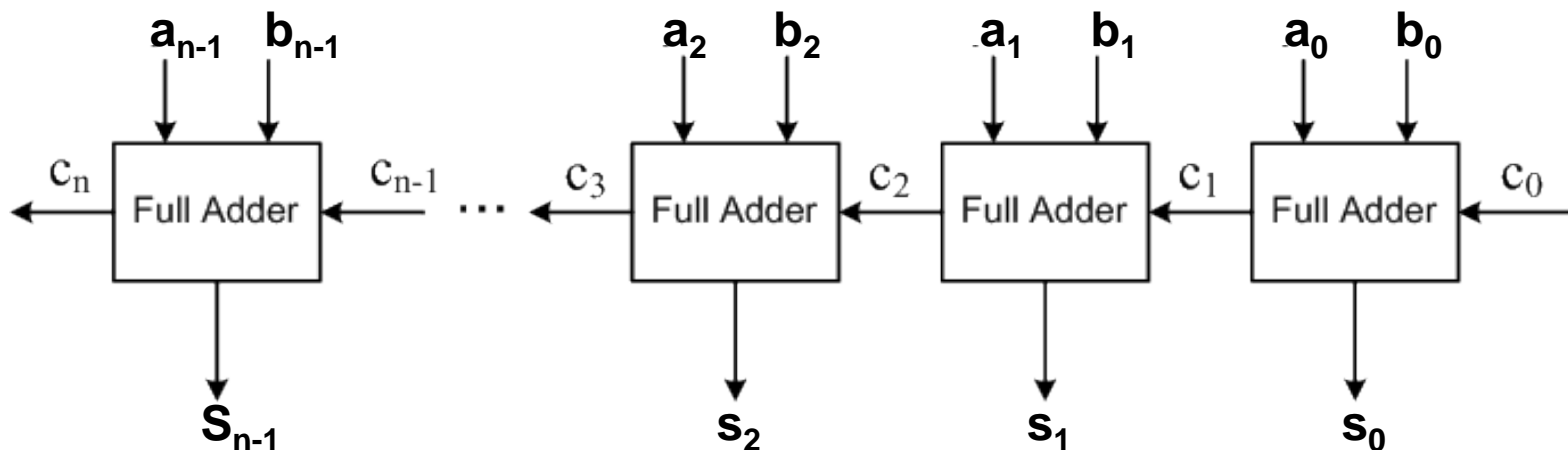 aₙ₋₁ bₙ₋₁ a₂ b₂ a₁ b₁ a₀ b₀
cₙ cₙ₋₁ c₃ c₂ c₁ c₀
Full Adder ... Full Adder Full Adder Full Adder
Sₙ₋₁ s₂ s₁ s₀